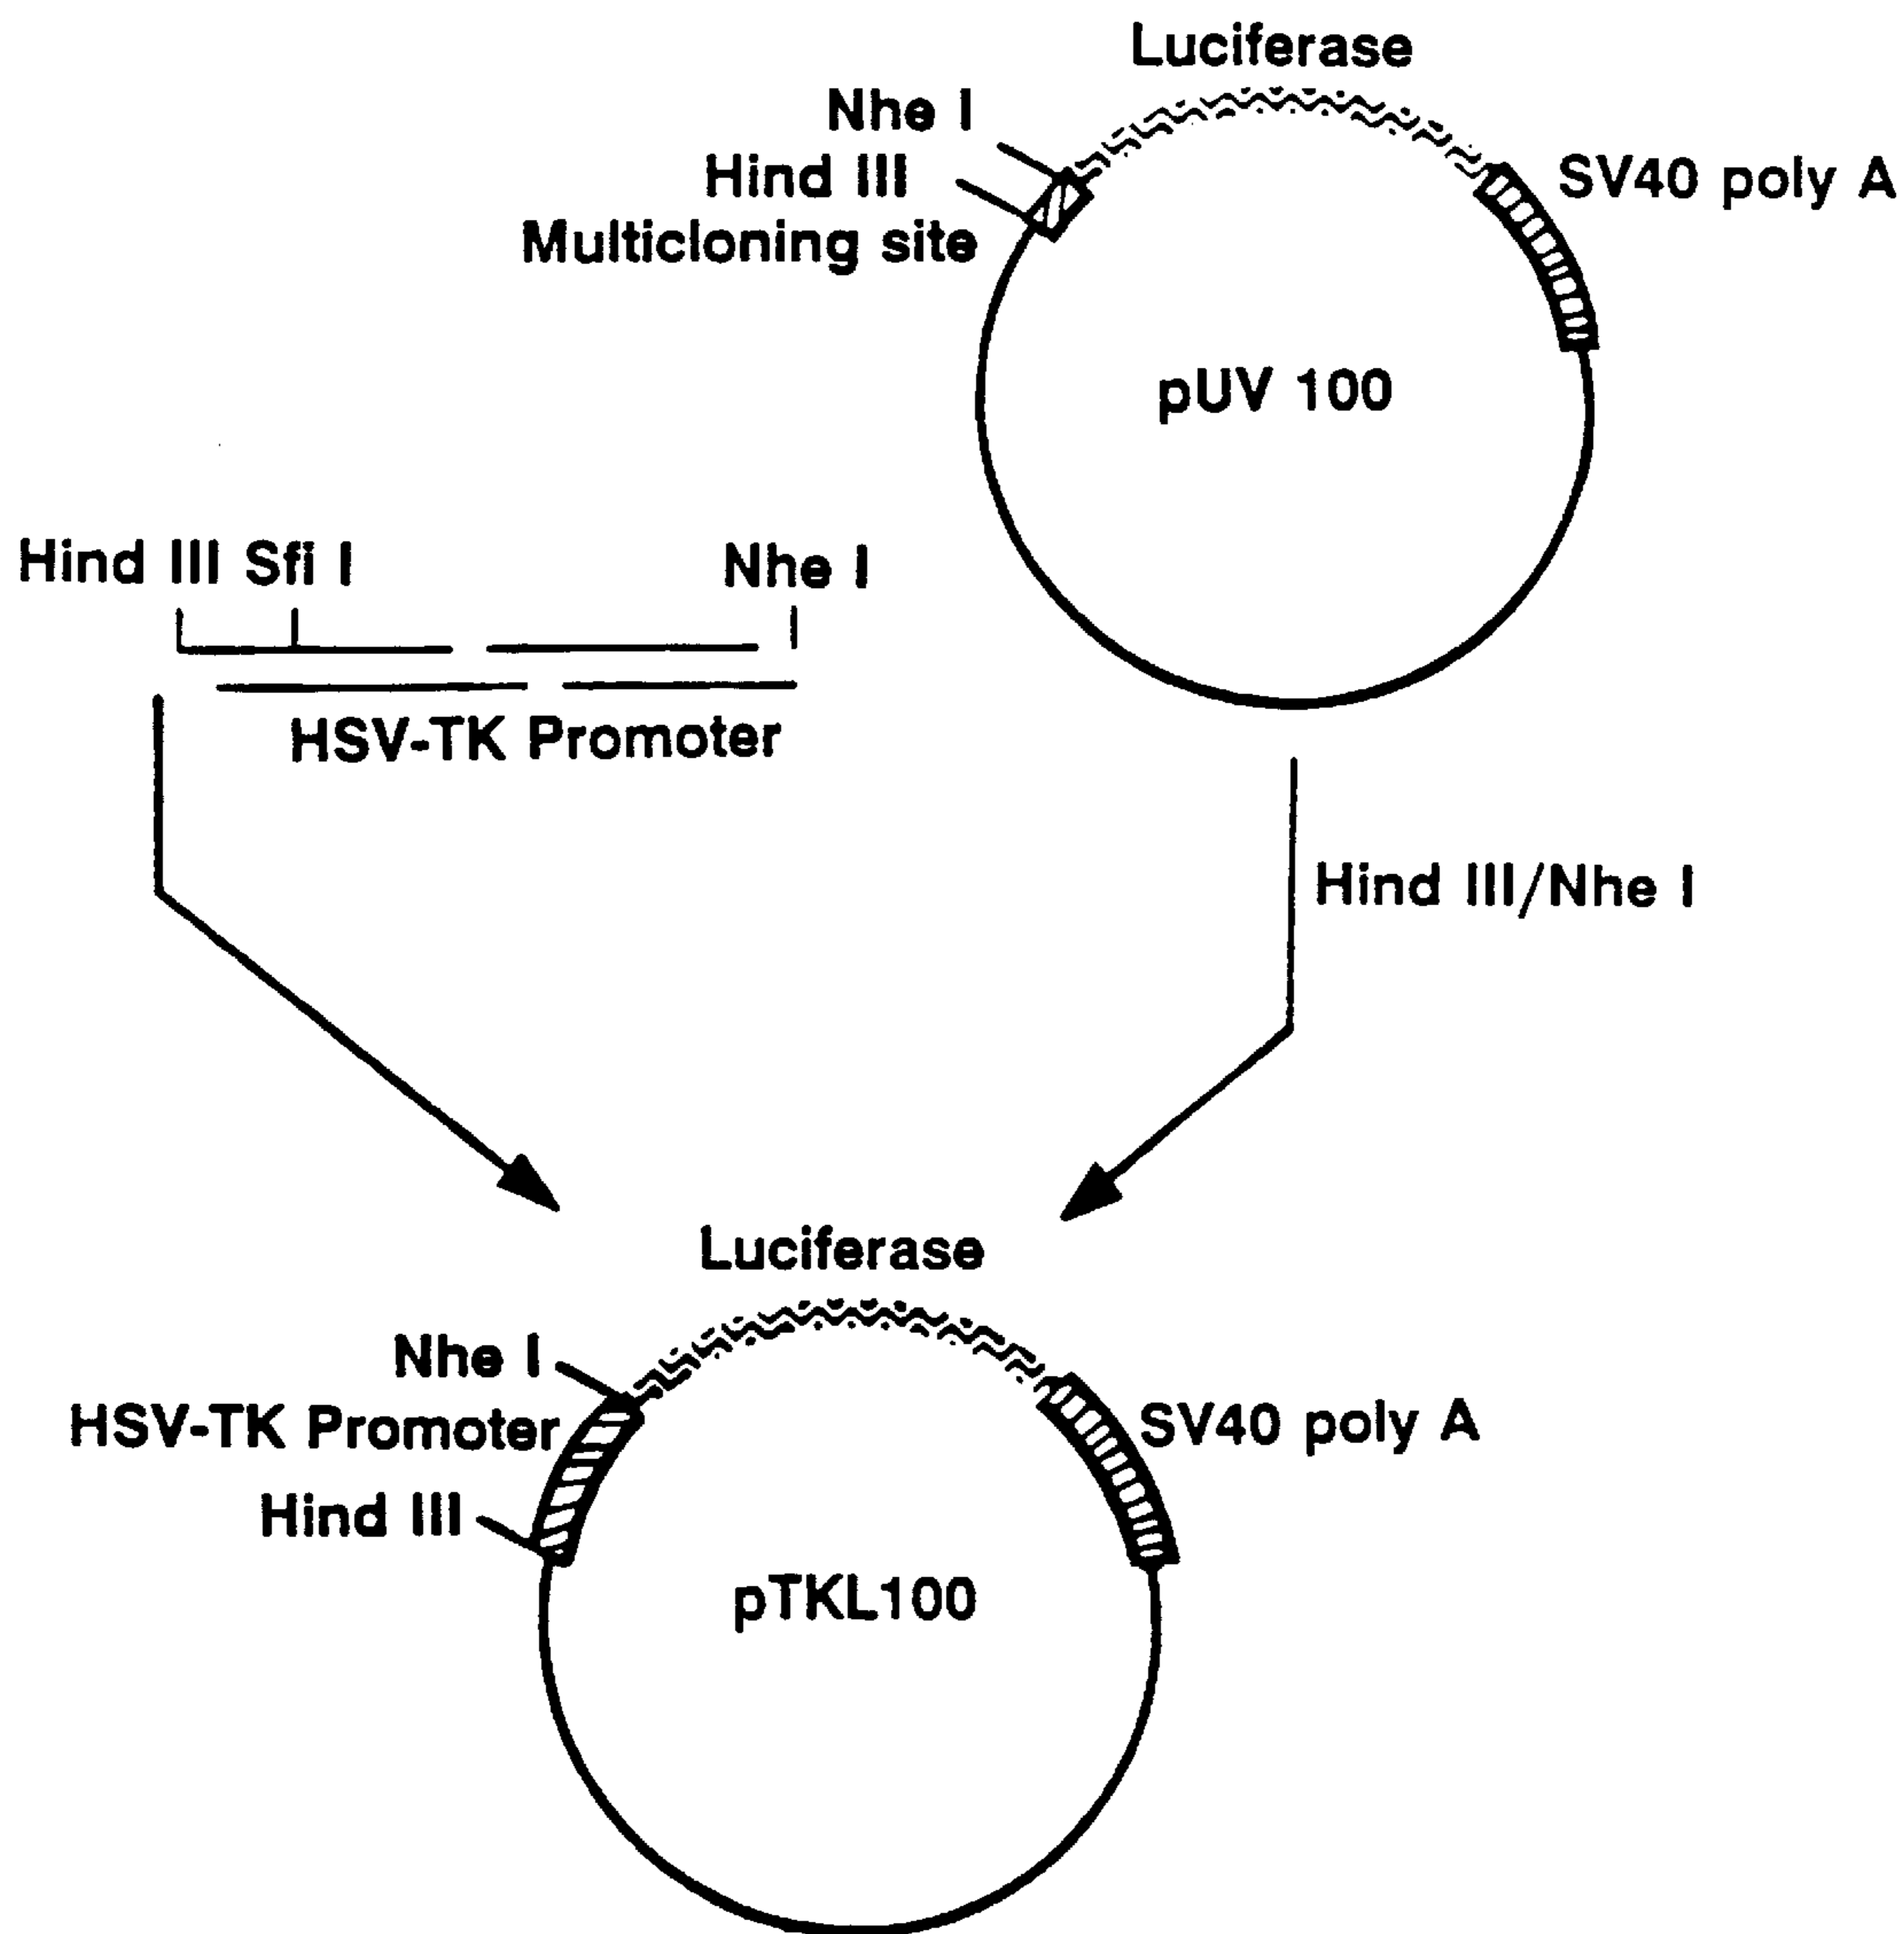 Luciferase
Nhe I
Hind III
Multicloning site
SV40 poly A
pUV 100
Hind III Sfi I
Nhe I
HSV-TK Promoter
Hind III/Nhe I
Luciferase
Nhe I
HSV-TK Promoter
Hind III
SV40 poly A
pTKL100